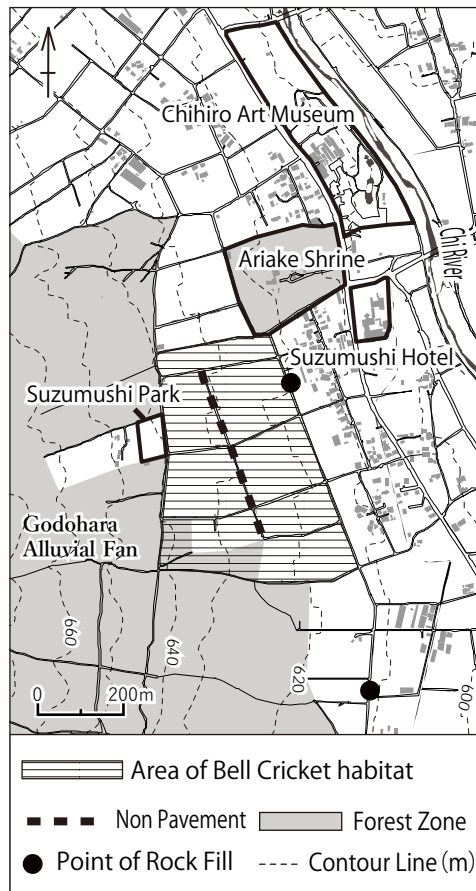 Chihiro Art Museum
Chi River
Ariake Shrine
Suzumushi Hotel
Suzumushi Park
Godohara
Alluvial Fan
660
640
620
600
0 200m
Area of Bell Cricket habitat
Non Pavement Forest Zone
Point of Rock Fill Contour Line (m)